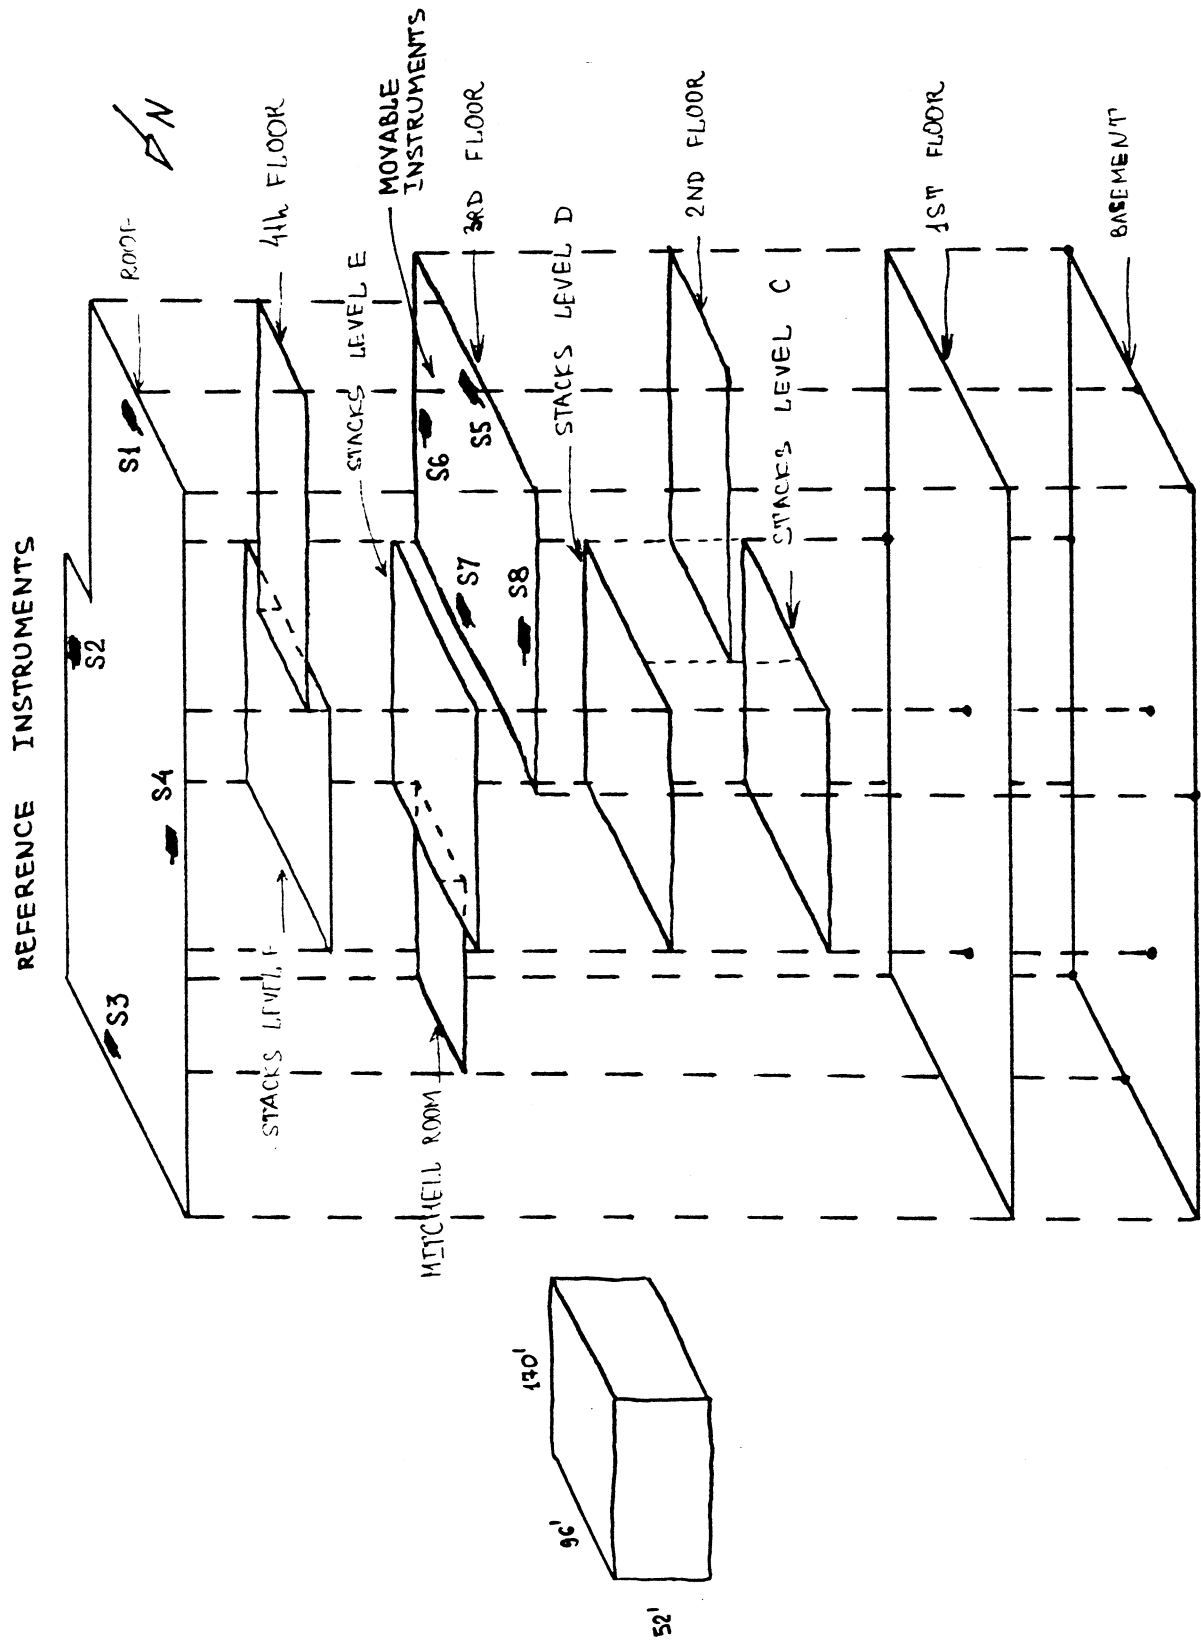 REFERENCE INSTRUMENTS
S1
S2
S3
S4
ROOF
N
4th FLOOR
STACKS LEVEL F
MOVABLE
INSTRUMENTS
STACKS LEVEL E
3RD FLOOR
S5
S6
S7
S8
MITCHELL ROOM
STACKS LEVEL D
2ND FLOOR
STACKS LEVEL C
1ST FLOOR
BASEMENT
170'
96'
52'